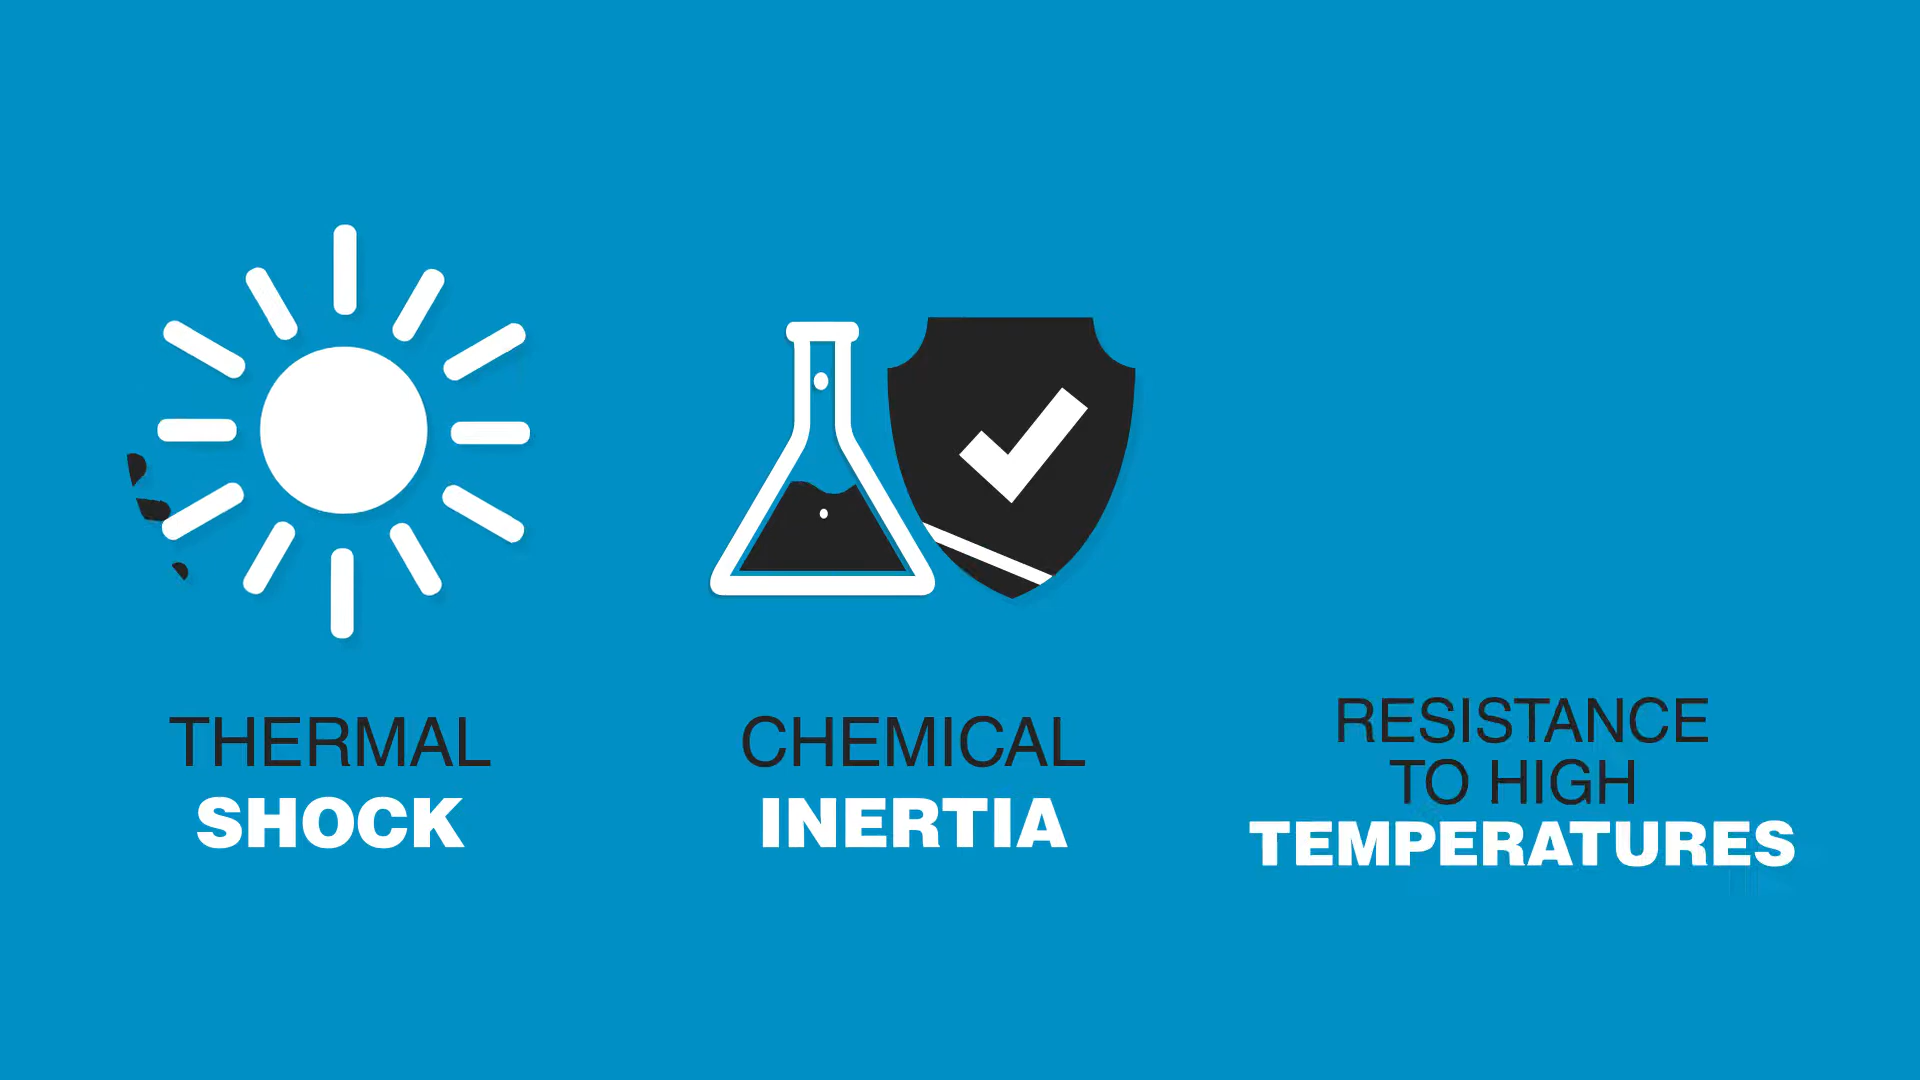 THERMAL
SHOCK
CHEMICAL
INERTIA
RESISTANCE
TO HIGH
TEMPERATURES